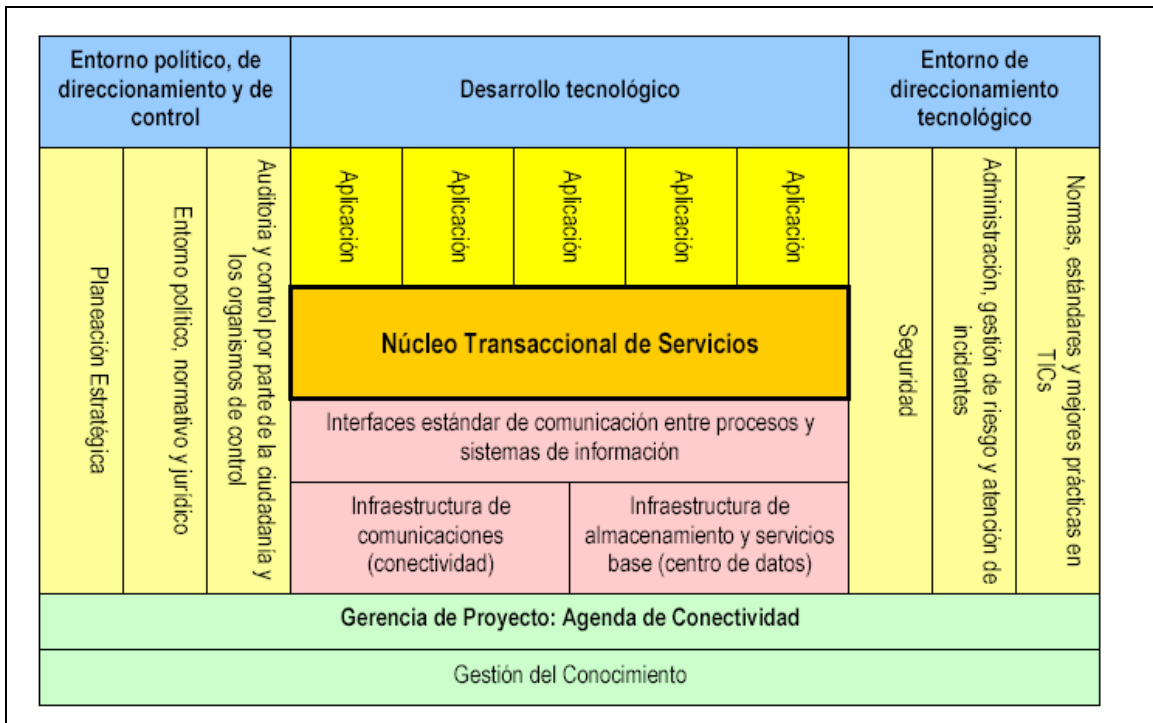 Entorno político, de
direccionamiento y de
control
Desarrollo tecnológico
Entorno de
direccionamiento
tecnológico
Planeación Estratégica
Entorno político, normativo y jurídico
Auditoria y control por parte de la ciudadanía y
los organismos de control
Aplicación
Aplicación
Aplicación
Aplicación
Aplicación
Núcleo Transaccional de Servicios
Interfaces estándar de comunicación entre procesos y
sistemas de información
Infraestructura de
comunicaciones
(conectividad)
Infraestructura de
almacenamiento y servicios
base (centro de datos)
Seguridad
Administración, gestión de riesgo y atención de
incidentes
Normas, estándares y mejores prácticas en
TICs
Gerencia de Proyecto: Agenda de Conectividad
Gestión del Conocimiento